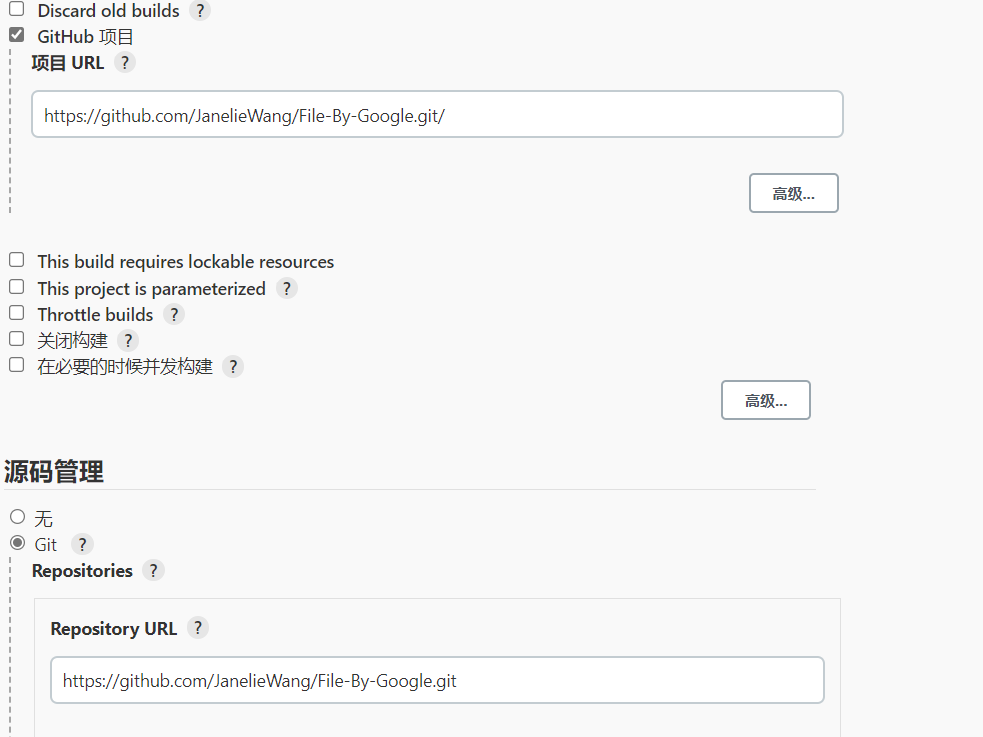 Discard old builds ?
GitHub 项目
项目 URL ?
https://github.com/JanelieWang/File-By-Google.git/
高级...
This build requires lockable resources
This project is parameterized ?
Throttle builds ?
关闭构建 ?
在必要的时候并发构建 ?
高级...
源码管理
无
Git ?
Repositories ?
Repository URL ?
https://github.com/JanelieWang/File-By-Google.git